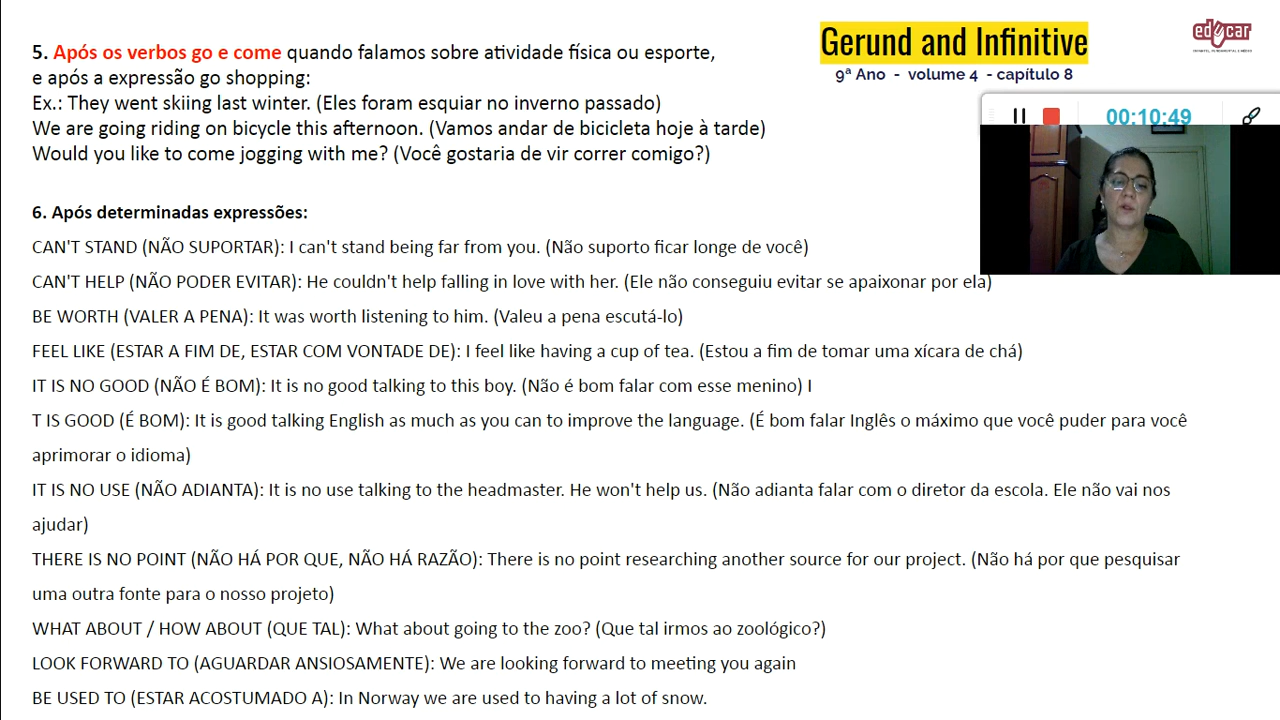 5. Após os verbos go e come quando falamos sobre atividade física ou esporte,
e após a expressão go shopping:
Ex.: They went skiing last winter. (Eles foram esquiar no inverno passado)
We are going riding on bicycle this afternoon. (Vamos andar de bicicleta hoje à tarde)
Would you like to come jogging with me? (Você gostaria de vir correr comigo?)
Gerund and Infinitive
9ª Ano - volume 4 - capítulo 8
educar
00:10:49
6. Após determinadas expressões:
CAN'T STAND (NÃO SUPORTAR): I can't stand being far from you. (Não suporto ficar longe de você)
CAN'T HELP (NÃO PODER EVITAR): He couldn't help falling in love with her. (Ele não conseguiu evitar se apaixonar por ela)
BE WORTH (VALER A PENA): It was worth listening to him. (Valeu a pena escutá-lo)
FEEL LIKE (ESTAR A FIM DE, ESTAR COM VONTADE DE): I feel like having a cup of tea. (Estou a fim de tomar uma xícara de chá)
IT IS NO GOOD (NÃO É BOM): It is no good talking to this boy. (Não é bom falar com esse menino) I
T IS GOOD (É BOM): It is good talking English as much as you can to improve the language. (É bom falar Inglês o máximo que você puder para você
aprimorar o idioma)
IT IS NO USE (NÃO ADIANTA): It is no use talking to the headmaster. He won't help us. (Não adianta falar com o diretor da escola. Ele não vai nos
ajudar)
THERE IS NO POINT (NÃO HÁ POR QUE, NÃO HÁ RAZÃO): There is no point researching another source for our project. (Não há por que pesquisar
uma outra fonte para o nosso projeto)
WHAT ABOUT / HOW ABOUT (QUE TAL): What about going to the zoo? (Que tal irmos ao zoológico?)
LOOK FORWARD TO (AGUARDAR ANSIOSAMENTE): We are looking forward to meeting you again
BE USED TO (ESTAR ACOSTUMADO A): In Norway we are used to having a lot of snow.